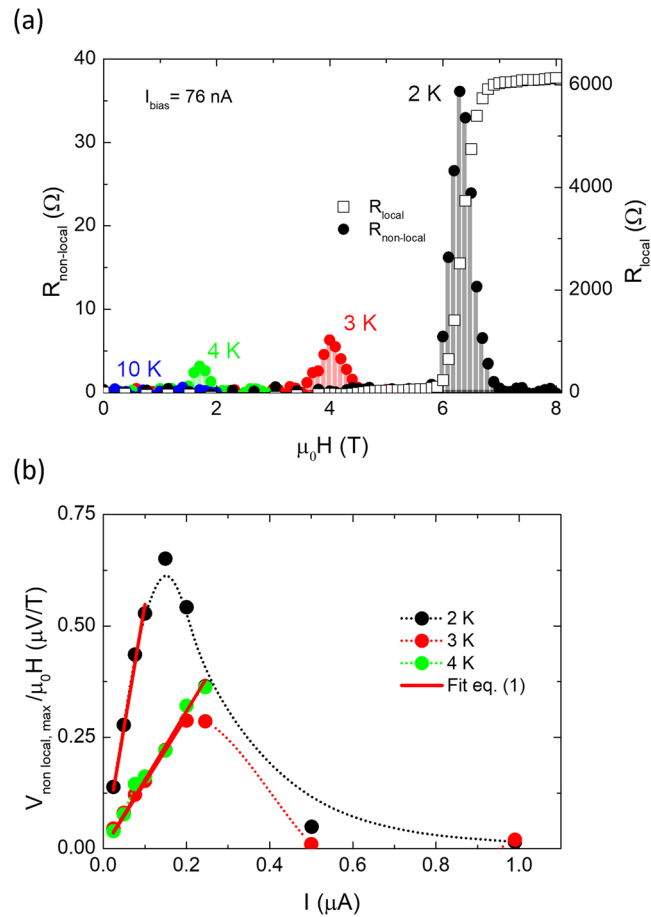 (a)
40
30
20
10
0
R non-local (Ω)
I bias = 76 nA
2 K
R local
R non-local
10 K
4 K
3 K
6000
4000
2000
0
R local (Ω)
0 2 4 6 8
μ0H (T)
(b)
0.75
0.50
0.25
0.00
V non local, max /μ0H (μV/T)
2 K
3 K
4 K
Fit eq. (1)
0.0 0.2 0.4 0.6 0.8 1.0
I (μA)